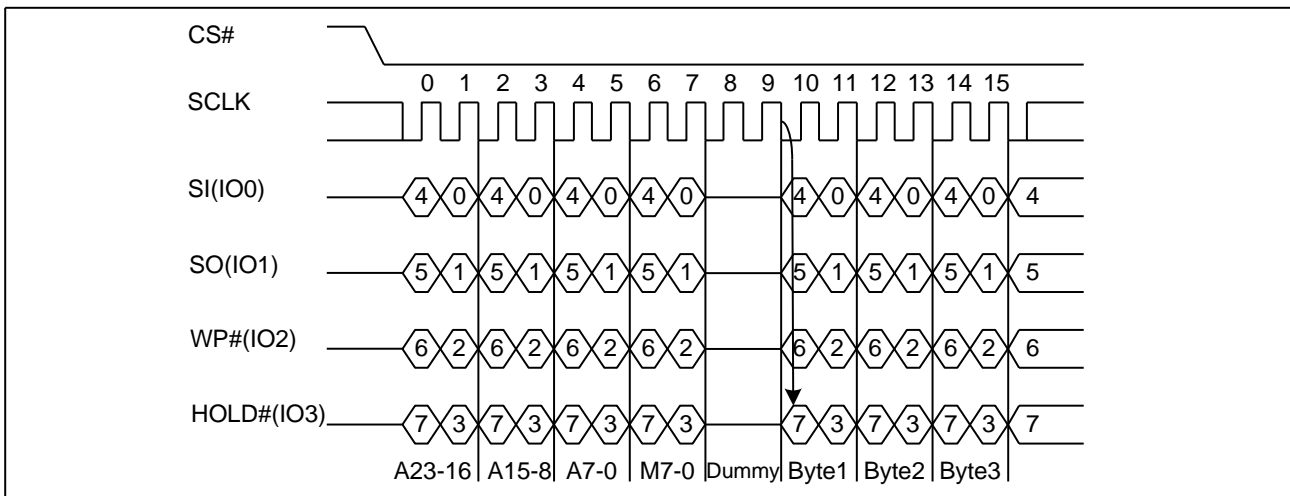 CS#
0 1 2 3 4 5 6 7 8 9 10 11 12 13 14 15
SCLK
SI(IO0) 4 0 4 0 4 0 4 0 4 0 4 0 4 0 4
SO(IO1) 5 1 5 1 5 1 5 1 5 1 5 1 5 1 5
WP#(IO2) 6 2 6 2 6 2 6 2 6 2 6 2 6 2 6
HOLD#(IO3) 7 3 7 3 7 3 7 3 7 3 7 3 7 3 7
A23-16 A15-8 A7-0 M7-0 Dummy Byte1 Byte2 Byte3